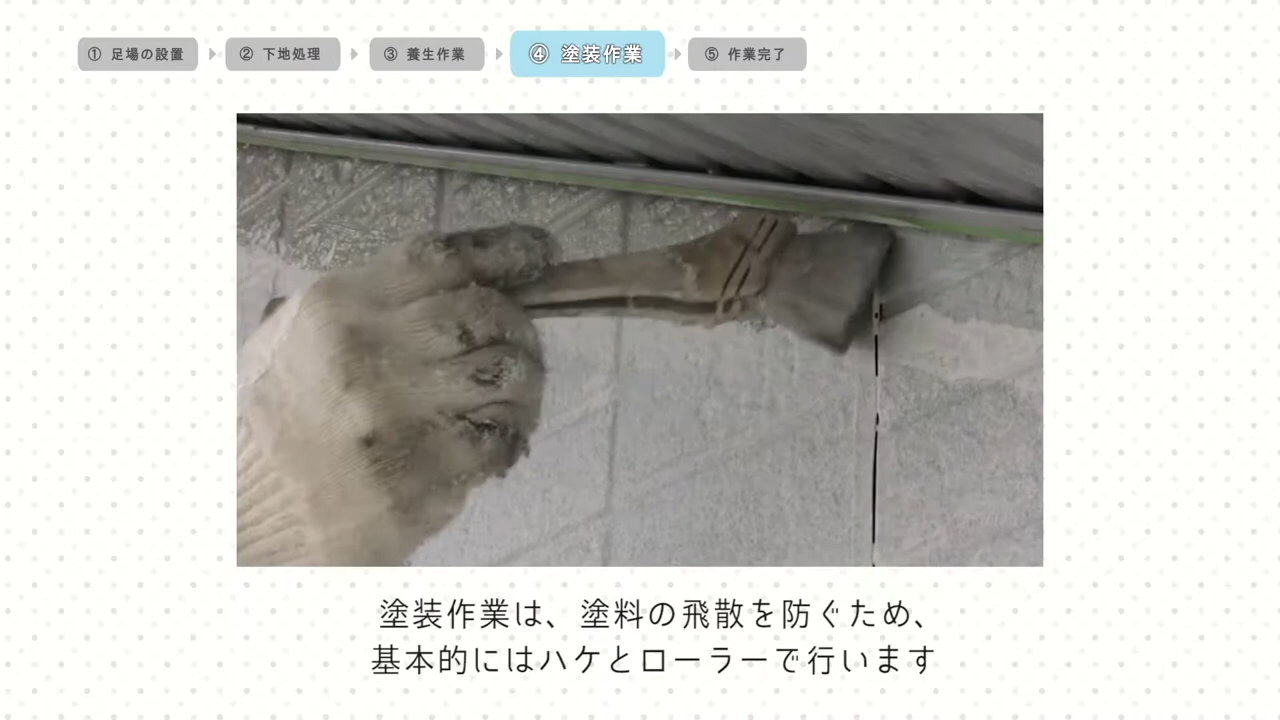 ① 足場の設置
② 下地処理
③ 養生作業
④ 塗装作業
⑤ 作業完了
塗装作業は、塗料の飛散を防ぐため、
基本的にはハケとローラーで行います